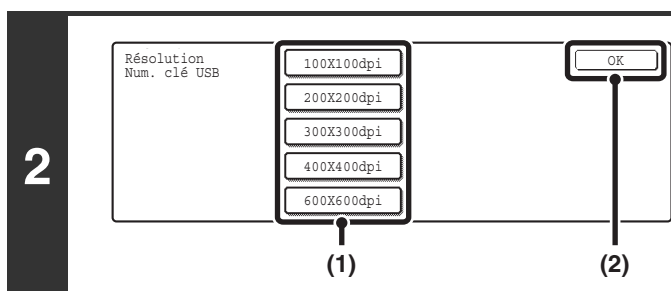 2
Résolution
Num. clé USB
100X100dpi
200X200dpi
300X300dpi
400X400dpi
600X600dpi
OK
(1)
(2)